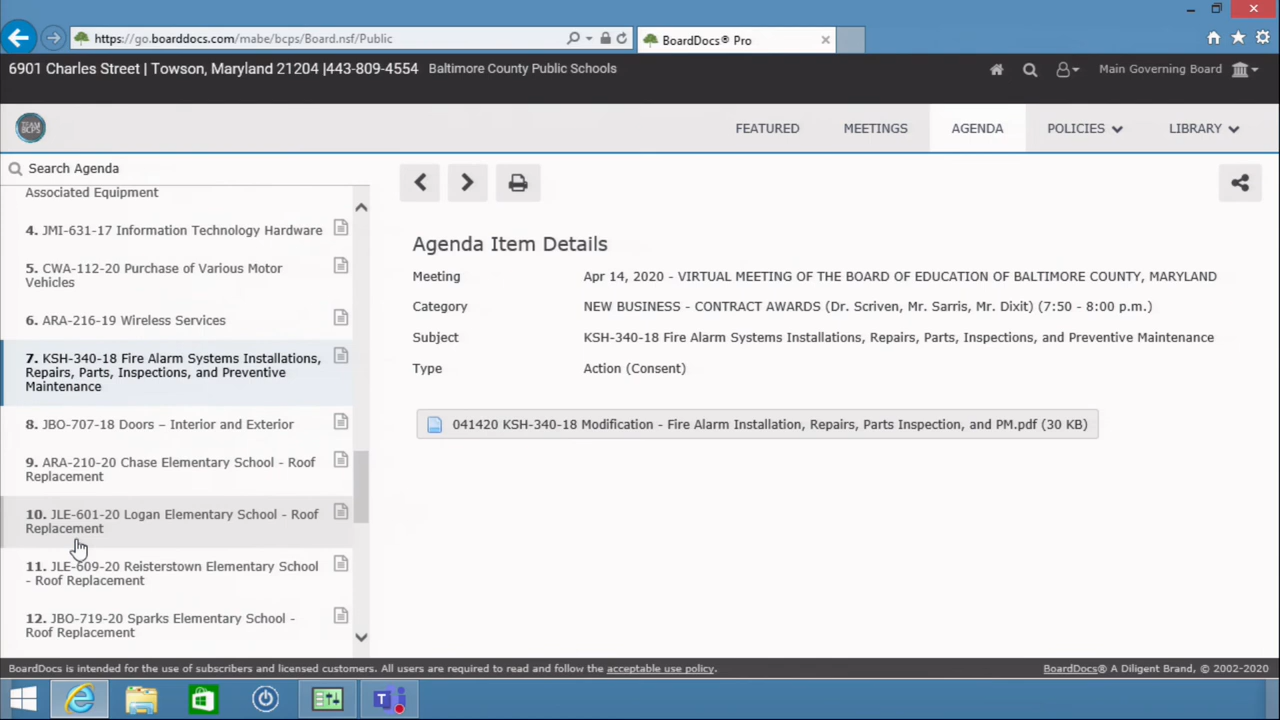 https://go.boarddocs.com/mabe/bcps/Board.nsf/Public
BoardDocs® Pro
6901 Charles Street | Towson, Maryland 21204 |443-809-4554 Baltimore County Public Schools
Main Governing Board
TEAM BCPS
FEATURED
MEETINGS
AGENDA
POLICIES
LIBRARY
Search Agenda
Associated Equipment
4. JMI-631-17 Information Technology Hardware
5. CWA-112-20 Purchase of Various Motor
Vehicles
6. ARA-216-19 Wireless Services
7. KSH-340-18 Fire Alarm Systems Installations,
Repairs, Parts, Inspections, and Preventive
Maintenance
8. JBO-707-18 Doors – Interior and Exterior
9. ARA-210-20 Chase Elementary School - Roof
Replacement
10. JLE-601-20 Logan Elementary School - Roof
Replacement
11. JLE-609-20 Reisterstown Elementary School
- Roof Replacement
12. JBO-719-20 Sparks Elementary School -
Roof Replacement
Agenda Item Details
Meeting Apr 14, 2020 - VIRTUAL MEETING OF THE BOARD OF EDUCATION OF BALTIMORE COUNTY, MARYLAND
Category NEW BUSINESS - CONTRACT AWARDS (Dr. Scriven, Mr. Sarris, Mr. Dixit) (7:50 - 8:00 p.m.)
Subject KSH-340-18 Fire Alarm Systems Installations, Repairs, Parts, Inspections, and Preventive Maintenance
Type Action (Consent)
041420 KSH-340-18 Modification - Fire Alarm Installation, Repairs, Parts Inspection, and PM.pdf (30 KB)
BoardDocs is intended for the use of subscribers and licensed customers. All users are required to read and follow the acceptable use policy.
BoardDocs® A Diligent Brand, © 2002-2020